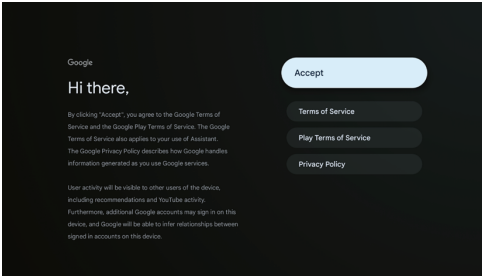 Google
Hi there,
By clicking "Accept", you agree to the Google Terms of
Service and the Google Play Terms of Service. The Google
Terms of Service also applies to your use of Assistant.
The Google Privacy Policy describes how Google handles
information generated as you use Google services.
User activity will be visible to other users of the device,
including recommendations and YouTube activity.
Furthermore, additional Google accounts may sign in on this
device, and Google will be able to infer relationships between
signed in accounts on this device.
Accept
Terms of Service
Play Terms of Service
Privacy Policy